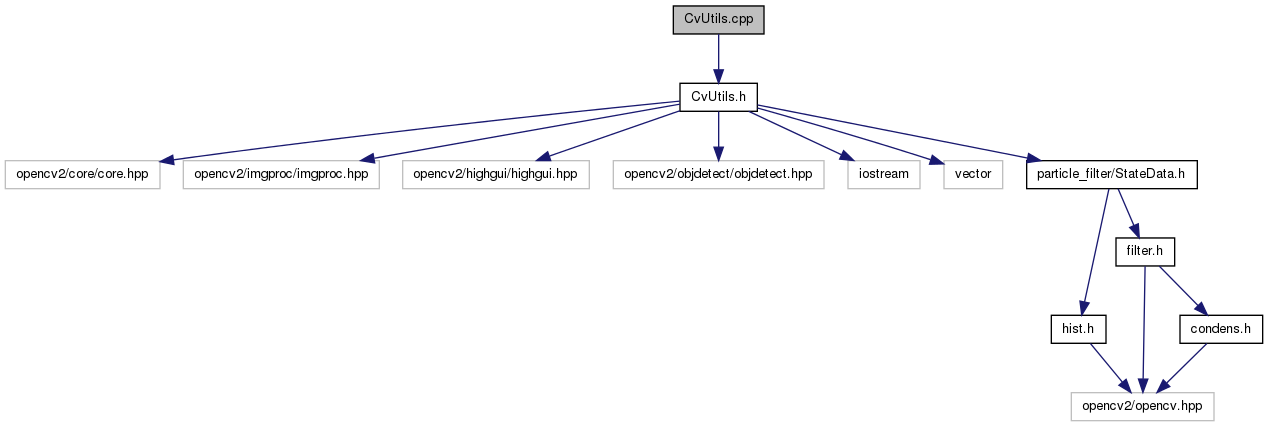 CvUtils.cpp
CvUtils.h
opencv2/core/core.hpp
opencv2/imgproc/imgproc.hpp
opencv2/highgui/highgui.hpp
opencv2/objdetect/objdetect.hpp
iostream
vector
particle_filter/StateData.h
filter.h
hist.h
condens.h
opencv2/opencv.hpp